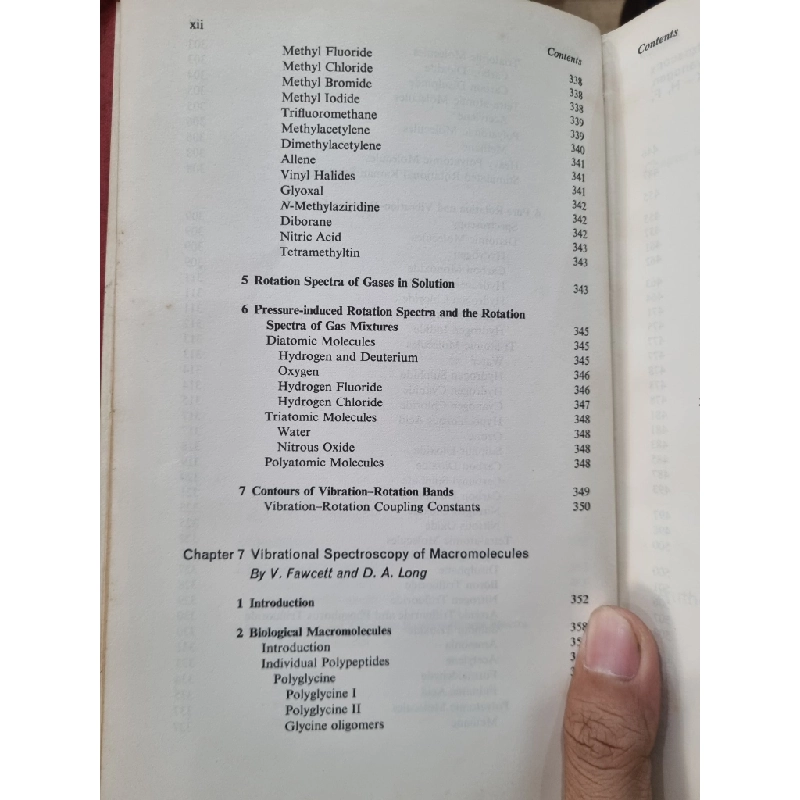 xii
Contents
Methyl Fluoride 338
Methyl Chloride 338
Methyl Bromide 338
Methyl Iodide 339
Trifluoromethane 339
Methylacetylene 340
Dimethylacetylene 341
Allene 341
Vinyl Halides 341
Glyoxal 342
N-Methylaziridine 342
Diborane 342
Nitric Acid 343
Tetramethyltin 343
5 Rotation Spectra of Gases in Solution 343
6 Pressure-induced Rotation Spectra and the Rotation
Spectra of Gas Mixtures 345
Diatomic Molecules 345
Hydrogen and Deuterium 345
Oxygen 346
Hydrogen Fluoride 346
Hydrogen Chloride 347
Triatomic Molecules 348
Water 348
Nitrous Oxide 348
Polyatomic Molecules 348
7 Contours of Vibration–Rotation Bands 349
Vibration–Rotation Coupling Constants 350
Chapter 7 Vibrational Spectroscopy of Macromolecules
By V. Fawcett and D. A. Long
1 Introduction 352
2 Biological Macromolecules 358
Introduction
Individual Polypeptides
Polyglycine
Polyglycine I
Polyglycine II
Glycine oligomers
Contents